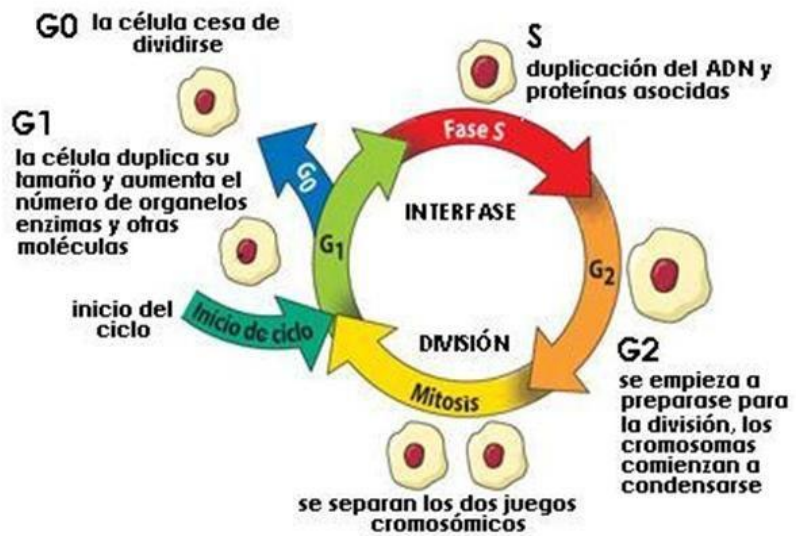 G0 la célula cesa de
dividirse
S
duplicación del ADN y
proteínas asocidas
G1
la célula duplica su
tamaño y aumenta el
número de organelos
enzimas y otras
moléculas
Fase S
G0
INTERFASE
G1
G2
inicio del
ciclo
Início de ciclo
DIVISIÓN
Mitosis
G2
se empieza a
preparase para
la división, los
cromosomas
comienzan a
condensarse
se separan los dos juegos
cromosómicos